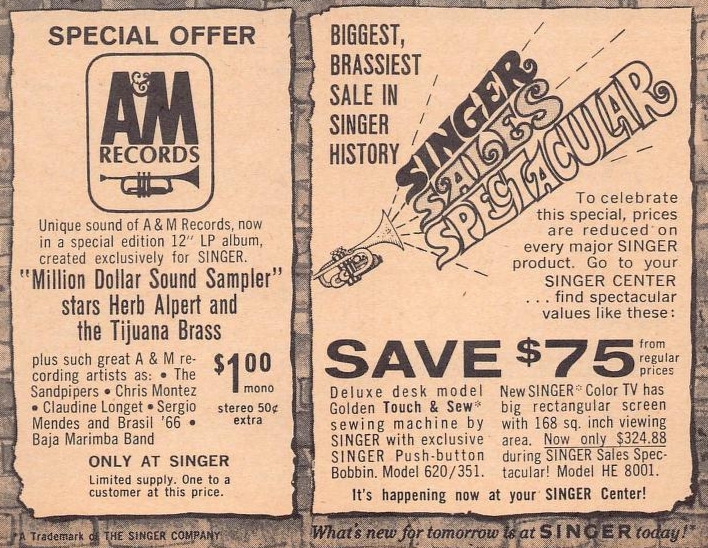 SPECIAL OFFER
A&M
RECORDS
Unique sound of A & M Records, now
in a special edition 12" LP album,
created exclusively for SINGER.
"Million Dollar Sound Sampler"
stars Herb Alpert and
the Tijuana Brass
plus such great A & M re-
cording artists as: • The
Sandpipers • Chris Montez
• Claudine Longet • Sergio
Mendes and Brasil '66 •
Baja Marimba Band
$1.00
mono
stereo 50¢
extra
ONLY AT SINGER
Limited supply. One to a
customer at this price.
BIGGEST,
BRASSIEST
SALE IN
SINGER
HISTORY
SINGER
SALES
SPECTACULAR
To celebrate
this special, prices
are reduced on
every major SINGER
product. Go to your
SINGER CENTER
. . . find spectacular
values like these:
SAVE $75 from
regular
prices
Deluxe desk model
Golden Touch & Sew*
sewing machine by
SINGER with exclusive
SINGER Push-button
Bobbin. Model 620/351.
New SINGER* Color TV has
big rectangular screen
with 168 sq. inch viewing
area. Now only $324.88
during SINGER Sales Spec-
tacular! Model HE 8001.
It's happening now at your SINGER Center!
*A Trademark of THE SINGER COMPANY
What's new for tomorrow is at SINGER today!*